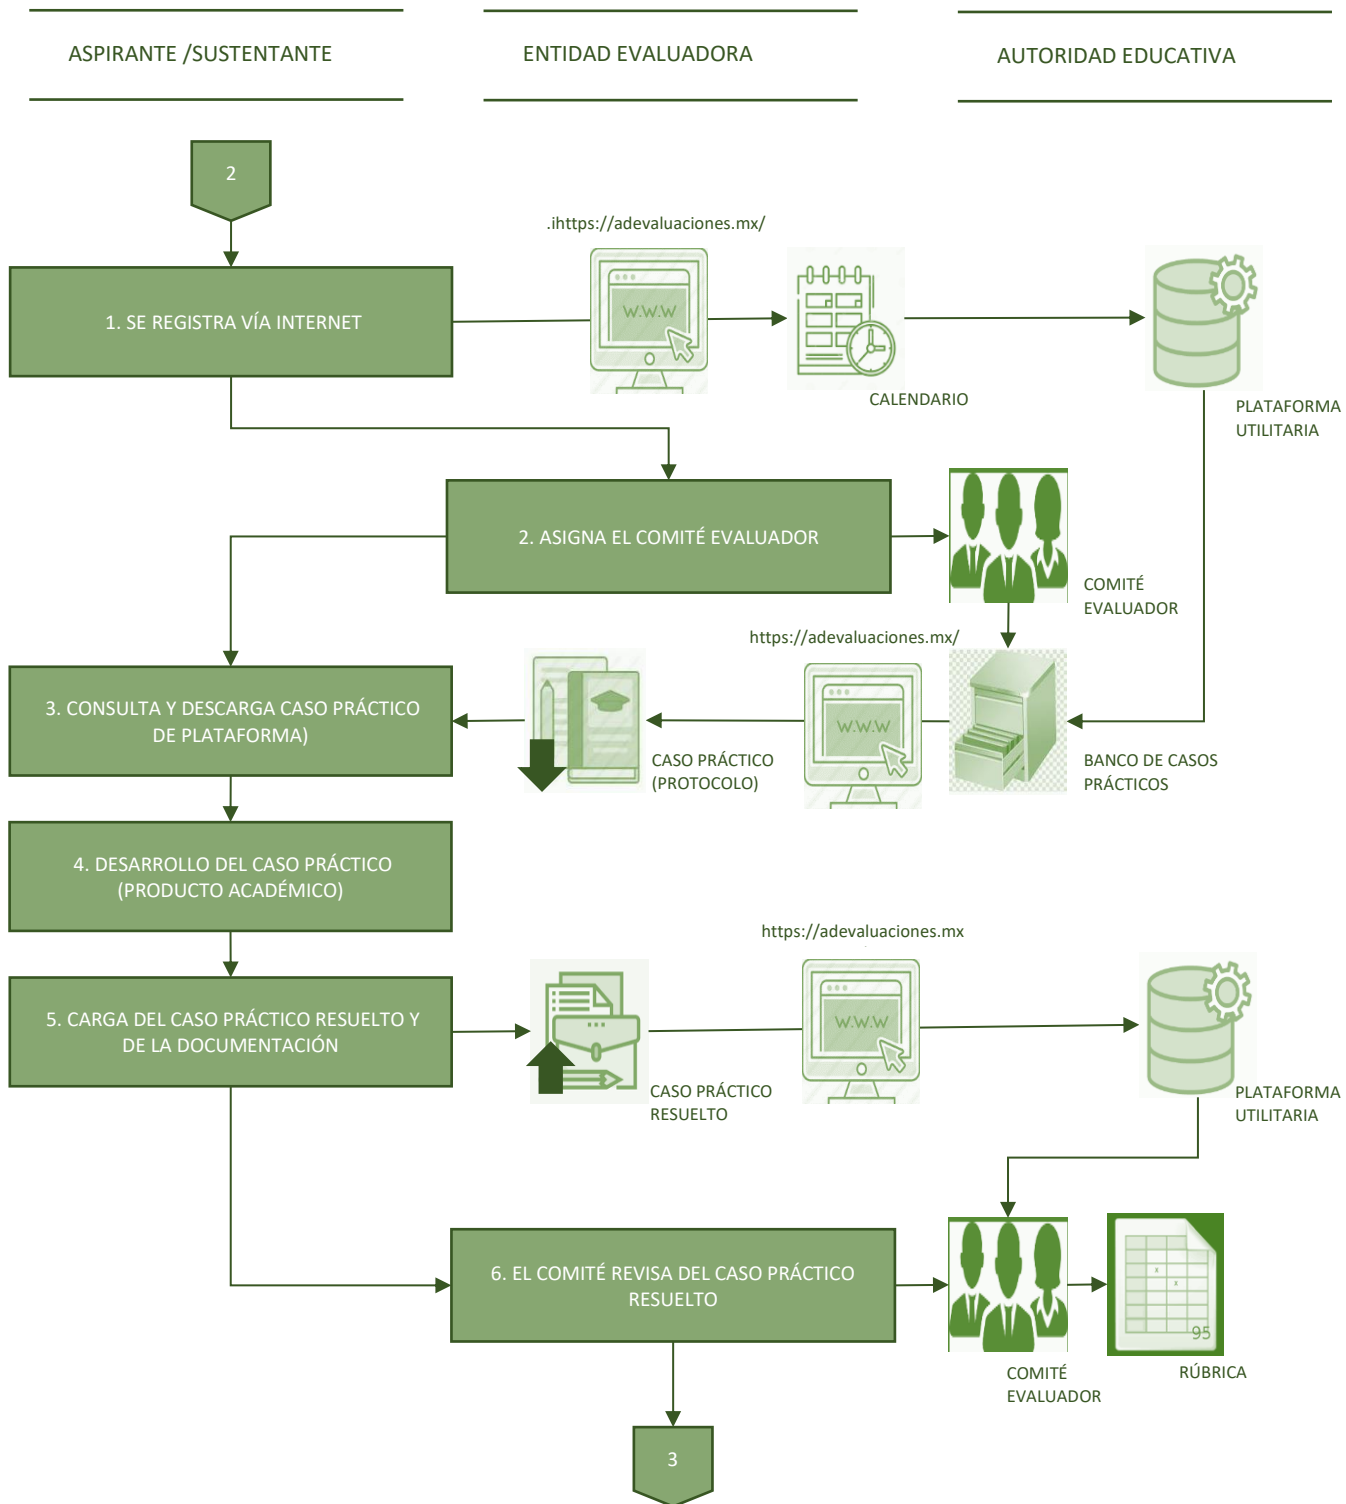 ASPIRANTE /SUSTENTANTE
ENTIDAD EVALUADORA
AUTORIDAD EDUCATIVA
2
.ihttps://adevaluaciones.mx/
1. SE REGISTRA VÍA INTERNET
W.W.W
CALENDARIO
PLATAFORMA
UTILITARIA
2. ASIGNA EL COMITÉ EVALUADOR
COMITÉ
EVALUADOR
https://adevaluaciones.mx/
3. CONSULTA Y DESCARGA CASO PRÁCTICO
DE PLATAFORMA)
W.W.W
CASO PRÁCTICO
(PROTOCOLO)
BANCO DE CASOS
PRÁCTICOS
4. DESARROLLO DEL CASO PRÁCTICO
(PRODUCTO ACADÉMICO)
https://adevaluaciones.mx
5. CARGA DEL CASO PRÁCTICO RESUELTO Y
DE LA DOCUMENTACIÓN
W.W.W
CASO PRÁCTICO
RESUELTO
PLATAFORMA
UTILITARIA
6. EL COMITÉ REVISA DEL CASO PRÁCTICO
RESUELTO
x
x
95
COMITÉ
EVALUADOR
RÚBRICA
3